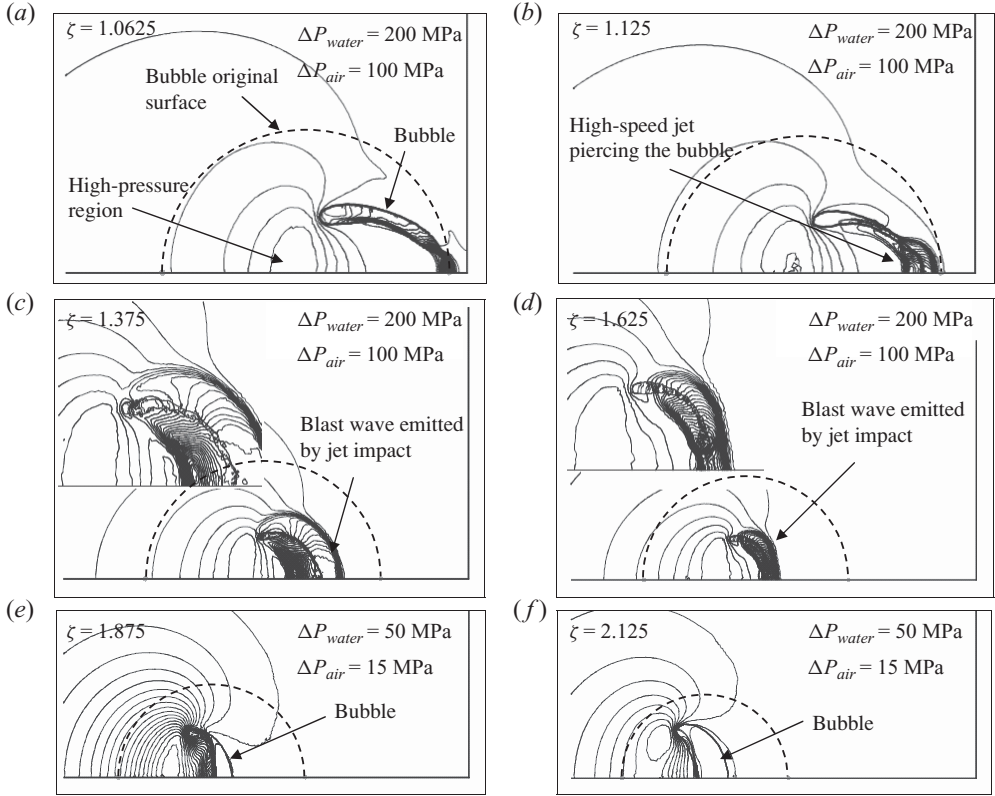 (a)
ζ = 1.0625
ΔP_water = 200 MPa
ΔP_air = 100 MPa
Bubble original
surface
Bubble
High-pressure
region
(b)
ζ = 1.125
ΔP_water = 200 MPa
ΔP_air = 100 MPa
High-speed jet
piercing the bubble
(c)
ζ = 1.375
ΔP_water = 200 MPa
ΔP_air = 100 MPa
Blast wave emitted
by jet impact
(d)
ζ = 1.625
ΔP_water = 200 MPa
ΔP_air = 100 MPa
Blast wave emitted
by jet impact
(e)
ζ = 1.875
ΔP_water = 50 MPa
ΔP_air = 15 MPa
Bubble
(f)
ζ = 2.125
ΔP_water = 50 MPa
ΔP_air = 15 MPa
Bubble